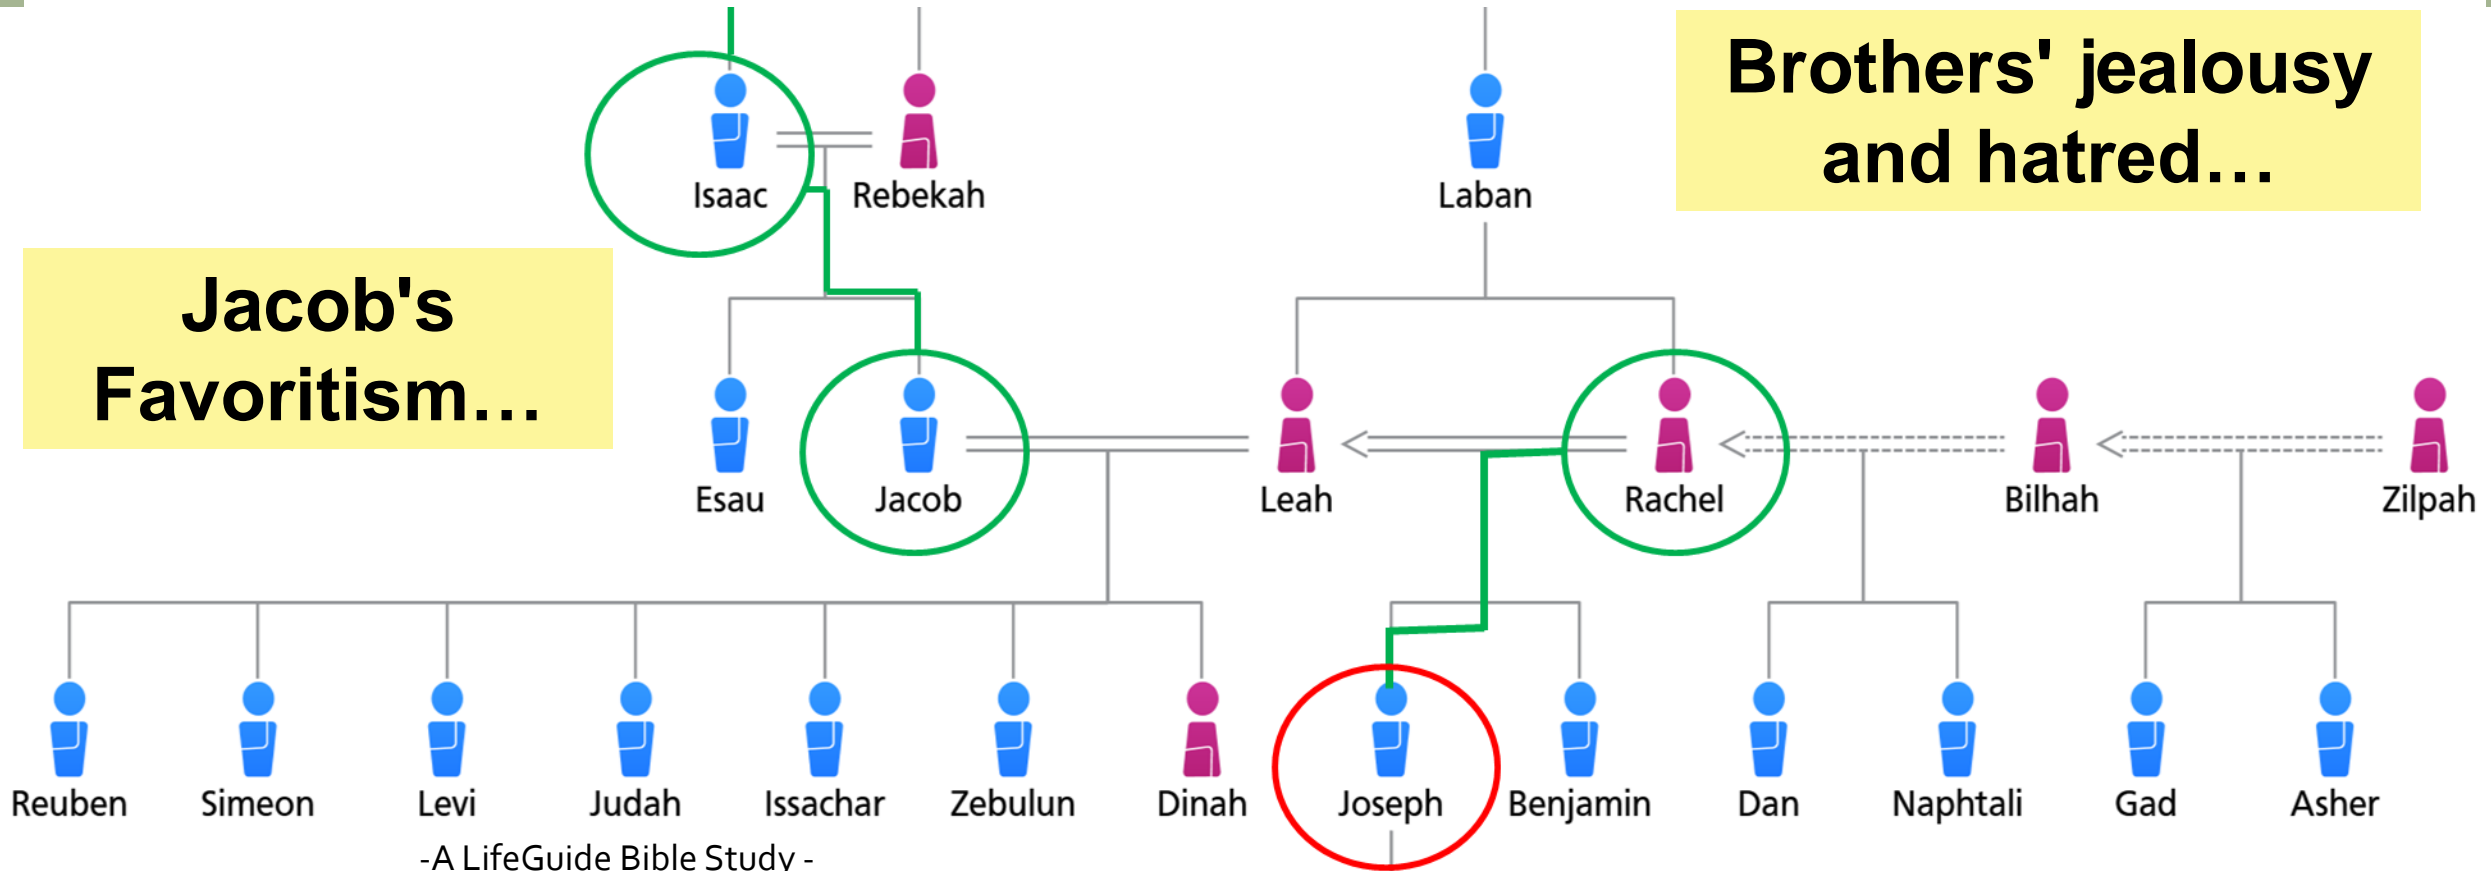 Brothers' jealousy
and hatred...
Isaac Rebekah Laban
Jacob's
Favoritism...
Esau Jacob Leah Rachel Bilhah Zilpah
Reuben Simeon Levi Judah Issachar Zebulun Dinah Joseph Benjamin Dan Naphtali Gad Asher
-A LifeGuide Bible Study -